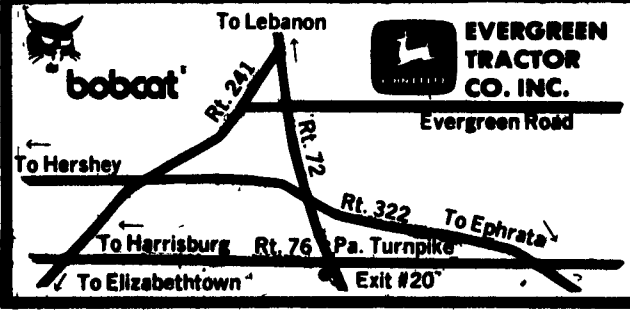 To Lebanon
bobcat
EVERGREEN
TRACTOR
CO. INC.
Rt. 241
Evergreen Road
Rt. 72
To Hershey
Rt. 322
To Ephrata
To Harrisburg
Rt. 76
Pa. Turnpike
To Elizabethtown
Exit #20